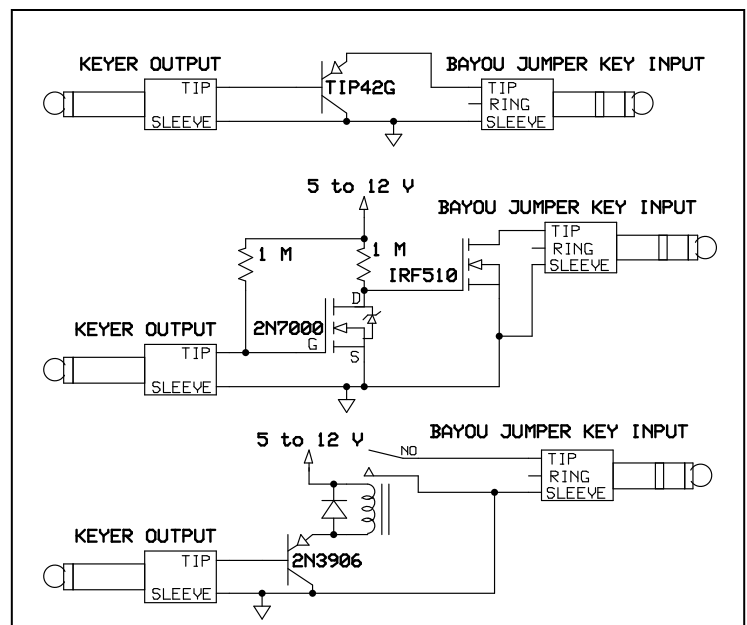 KEYER OUTPUT
BAYOU JUMPER KEY INPUT
TIP
TIP42G
TIP
RING
SLEEVE
SLEEVE
5 to 12 V
BAYOU JUMPER KEY INPUT
1 M
1 M
TIP
RING
SLEEVE
IRF510
D
2N7000
KEYER OUTPUT
G
S
TIP
SLEEVE
5 to 12 V
NO
BAYOU JUMPER KEY INPUT
TIP
RING
SLEEVE
KEYER OUTPUT
TIP
2N3906
SLEEVE